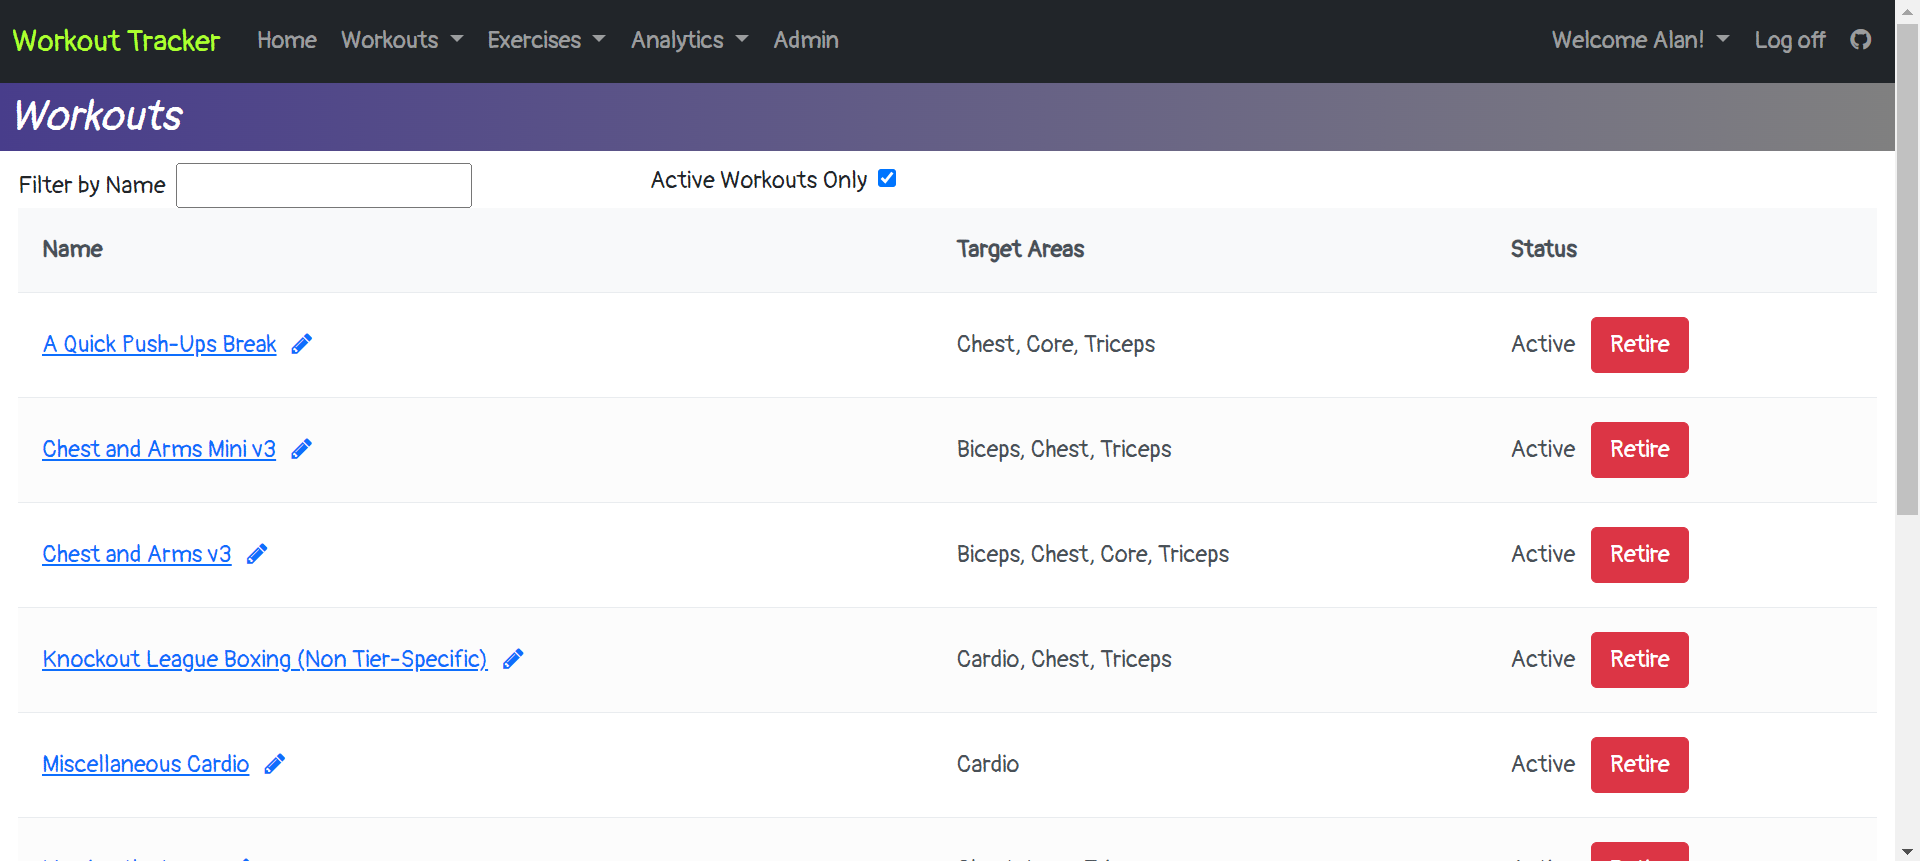 Workout Tracker Home Workouts Exercises Analytics Admin Welcome Alan! Log off
Workouts
Filter by Name Active Workouts Only
Name Target Areas Status
A Quick Push-Ups Break Chest, Core, Triceps Active Retire
Chest and Arms Mini v3 Biceps, Chest, Triceps Active Retire
Chest and Arms v3 Biceps, Chest, Core, Triceps Active Retire
Knockout League Boxing (Non Tier-Specific) Cardio, Chest, Triceps Active Retire
Miscellaneous Cardio Cardio Active Retire